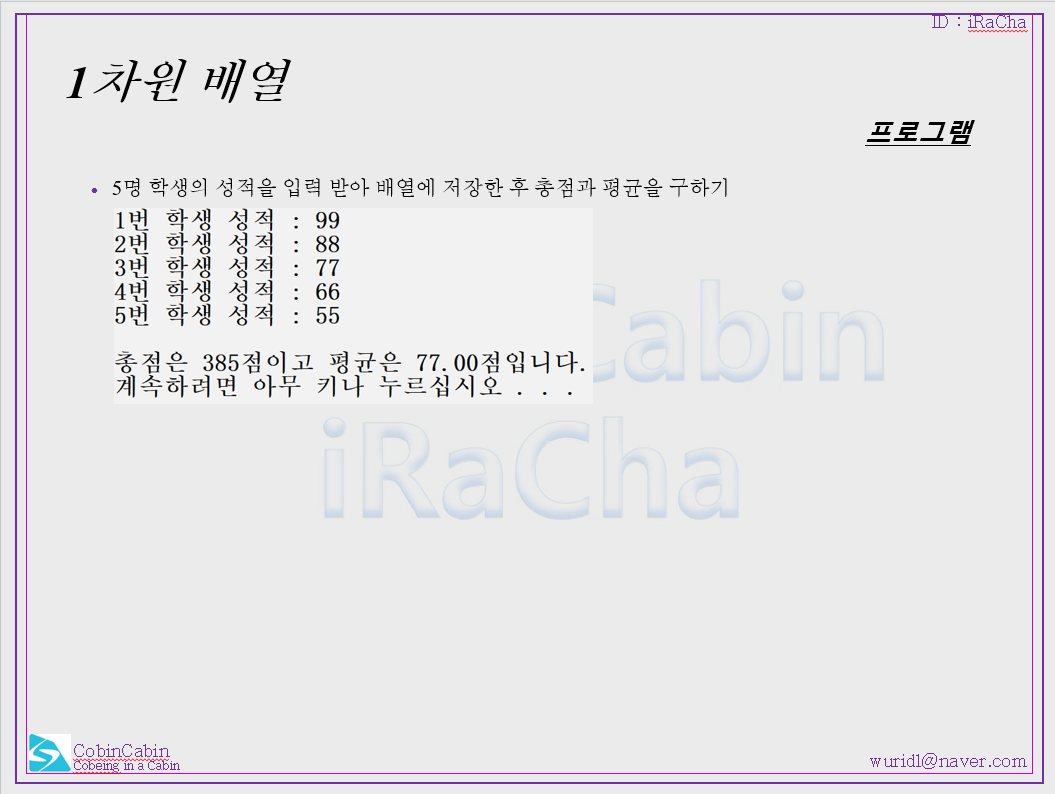 ID : iRaCha
1차원 배열
프로그램
• 5명 학생의 성적을 입력 받아 배열에 저장한 후 총점과 평균을 구하기
1번 학생 성적 : 99
2번 학생 성적 : 88
3번 학생 성적 : 77
4번 학생 성적 : 66
5번 학생 성적 : 55
총점은 385점이고 평균은 77.00점입니다.
계속하려면 아무 키나 누르십시오 . . .
Cabin
iRaCha
CobinCabin
Cobeing in a Cabin
wuridl@naver.com